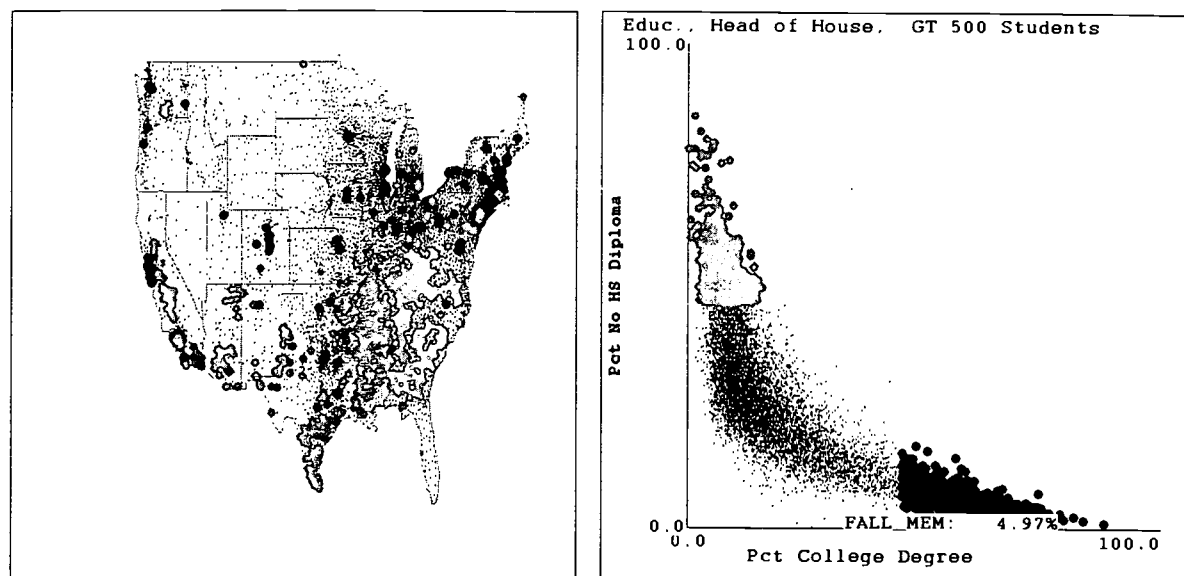 Educ., Head of House, GT 500 Students
100.0
Pct No HS Diploma
0.0
FALL_MEM: 4.97%
0.0
100.0
Pct College Degree